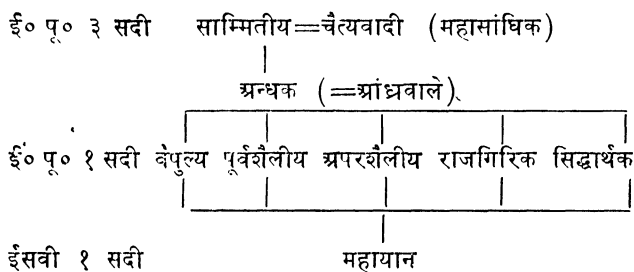 ई० पू० ३ सदी साम्मितीय=चैत्यवादी (महासांघिक)
अन्धक (=आंध्रवाले)
ई० पू० १ सदी वैपुल्य पूर्वशैलीय अपरशैलीय राजगिरिक सिद्धार्थक
ईसवी १ सदी महायान